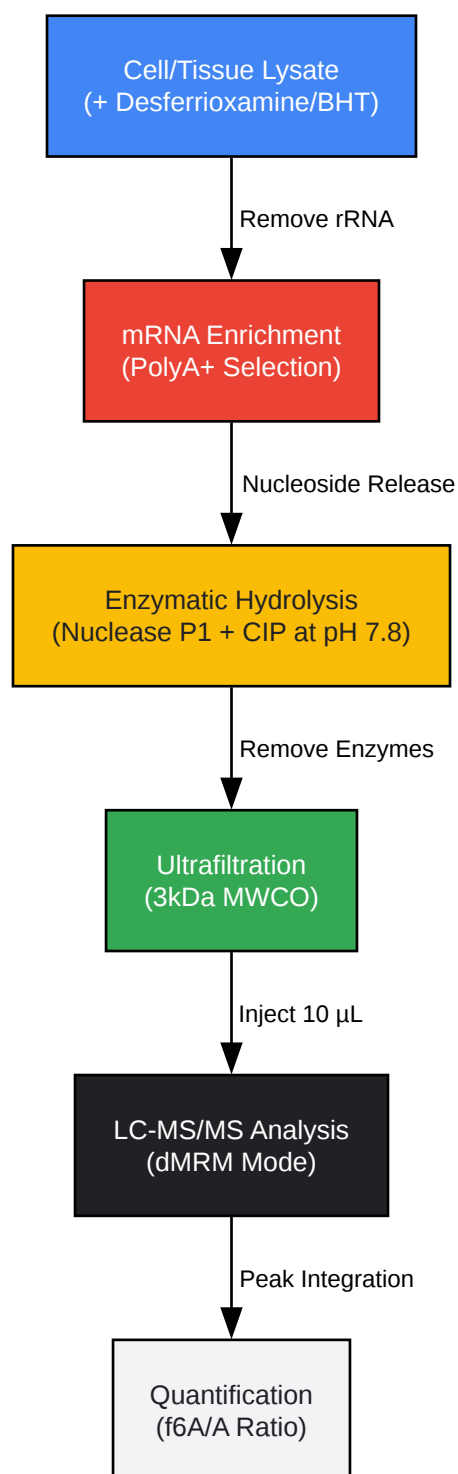 Cell/Tissue Lysate
(+ Desferrioxamine/BHT)
Remove rRNA
mRNA Enrichment
(PolyA+ Selection)
Nucleoside Release
Enzymatic Hydrolysis
(Nuclease P1 + CIP at pH 7.8)
Remove Enzymes
Ultrafiltration
(3kDa MWCO)
Inject 10 µL
LC-MS/MS Analysis
(dMRM Mode)
Peak Integration
Quantification
(f6A/A Ratio)